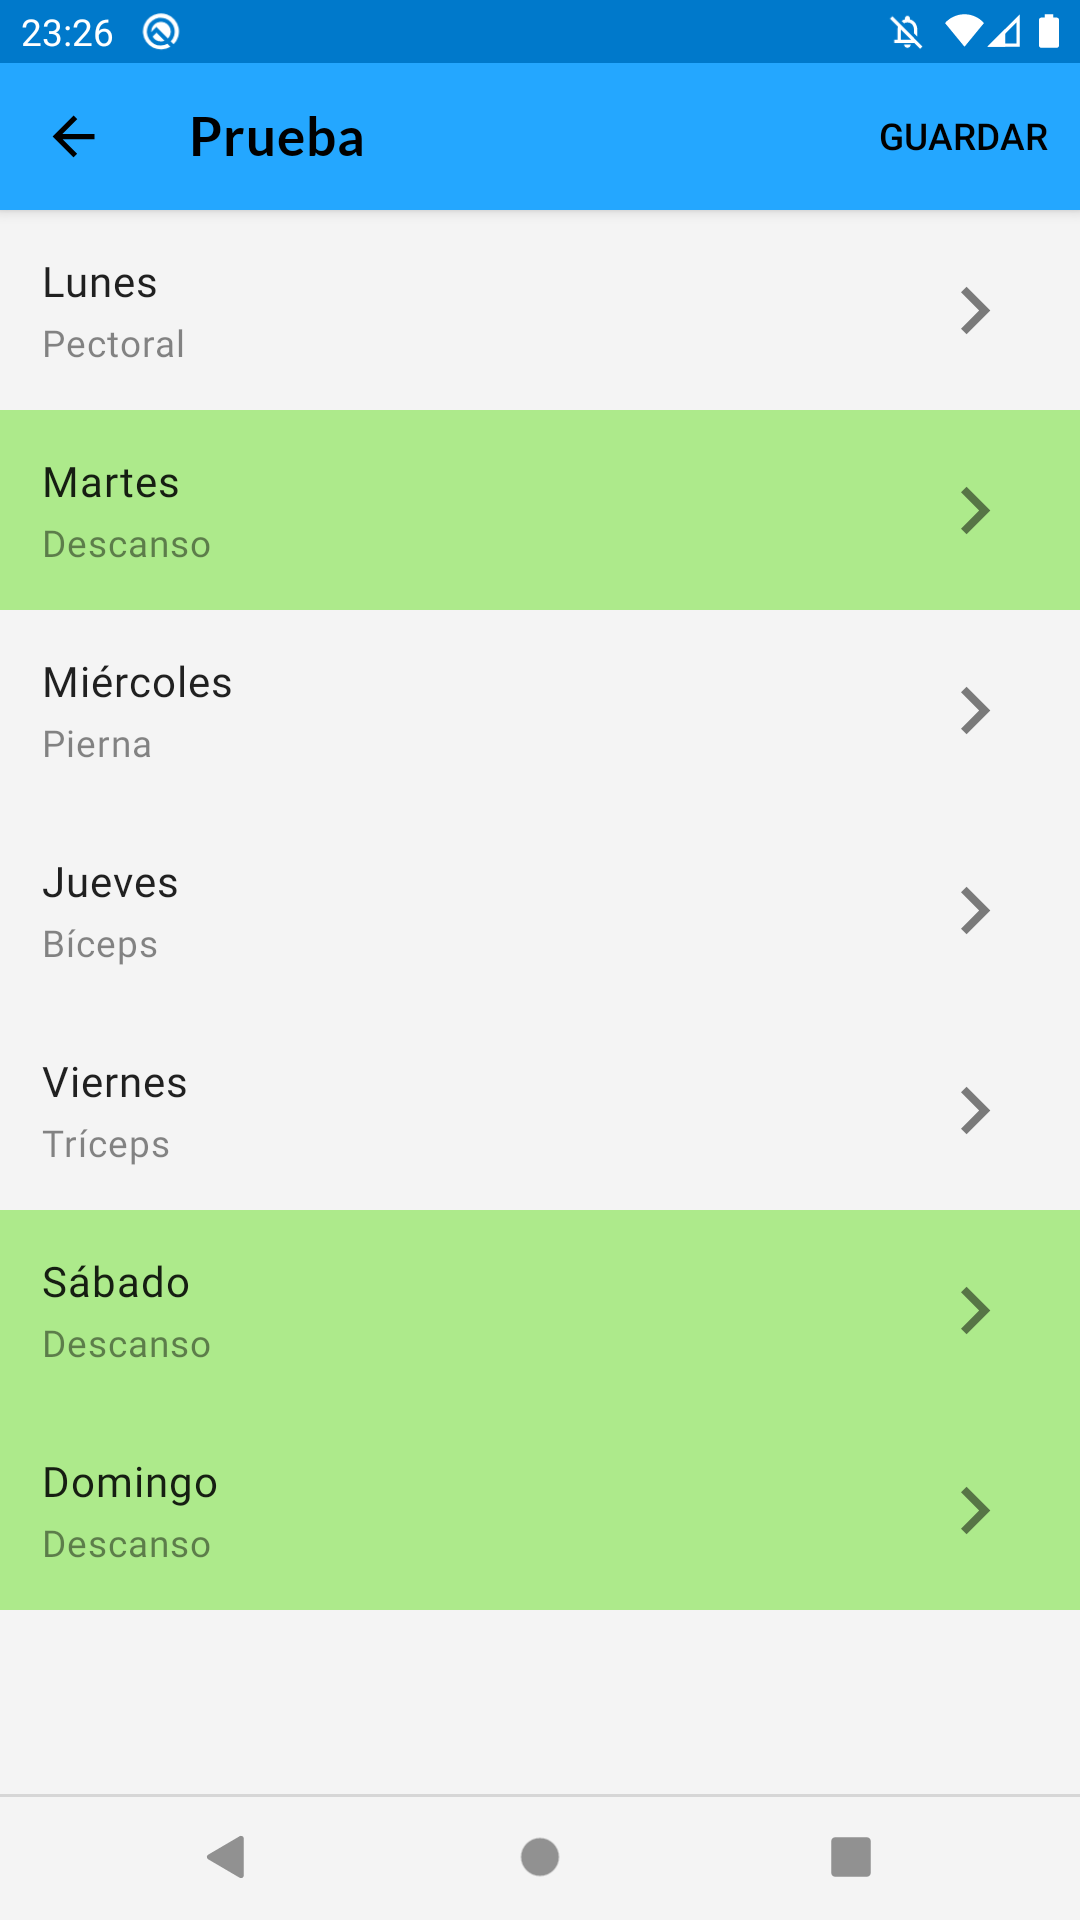 23:26
Prueba
GUARDAR
Lunes
Pectoral
Martes
Descanso
Miércoles
Pierna
Jueves
Bíceps
Viernes
Tríceps
Sábado
Descanso
Domingo
Descanso